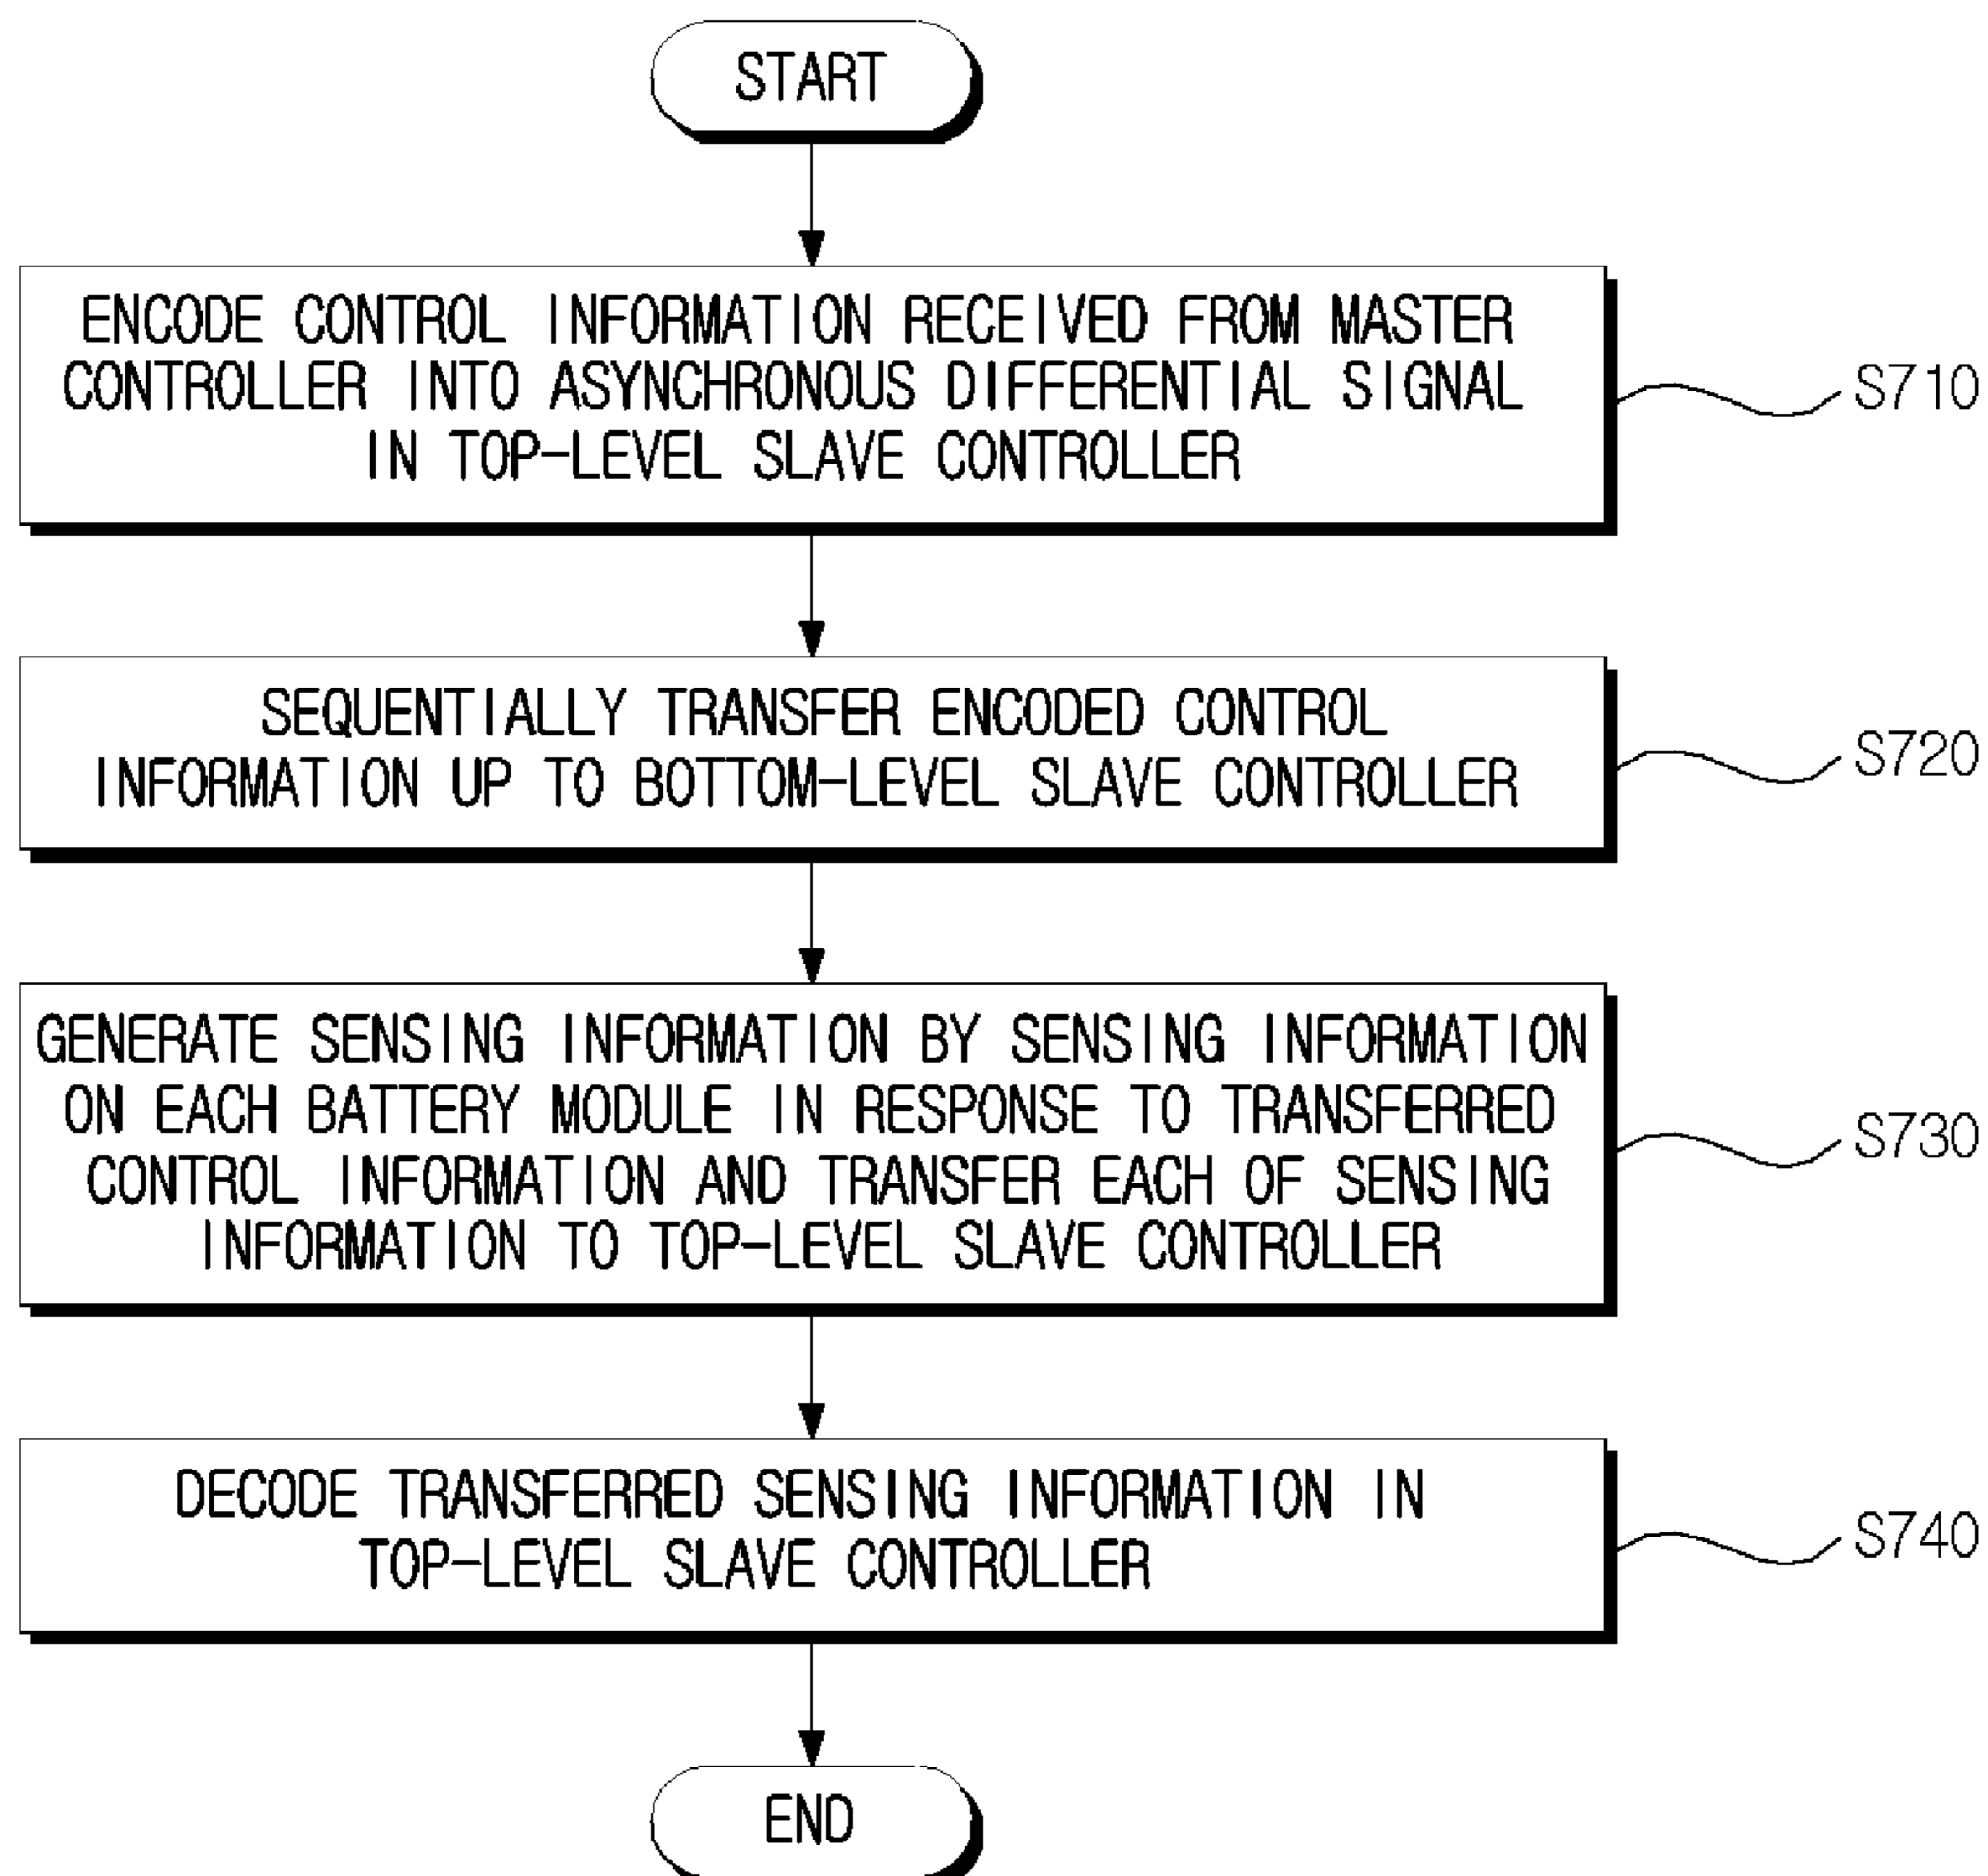 START
ENCODE CONTROL INFORMATION RECEIVED FROM MASTER
CONTROLLER INTO ASYNCHRONOUS DIFFERENTIAL SIGNAL
IN TOP-LEVEL SLAVE CONTROLLER
S710
SEQUENTIALLY TRANSFER ENCODED CONTROL
INFORMATION UP TO BOTTOM-LEVEL SLAVE CONTROLLER
S720
GENERATE SENSING INFORMATION BY SENSING INFORMATION
ON EACH BATTERY MODULE IN RESPONSE TO TRANSFERRED
CONTROL INFORMATION AND TRANSFER EACH OF SENSING
INFORMATION TO TOP-LEVEL SLAVE CONTROLLER
S730
DECODE TRANSFERRED SENSING INFORMATION IN
TOP-LEVEL SLAVE CONTROLLER
S740
END